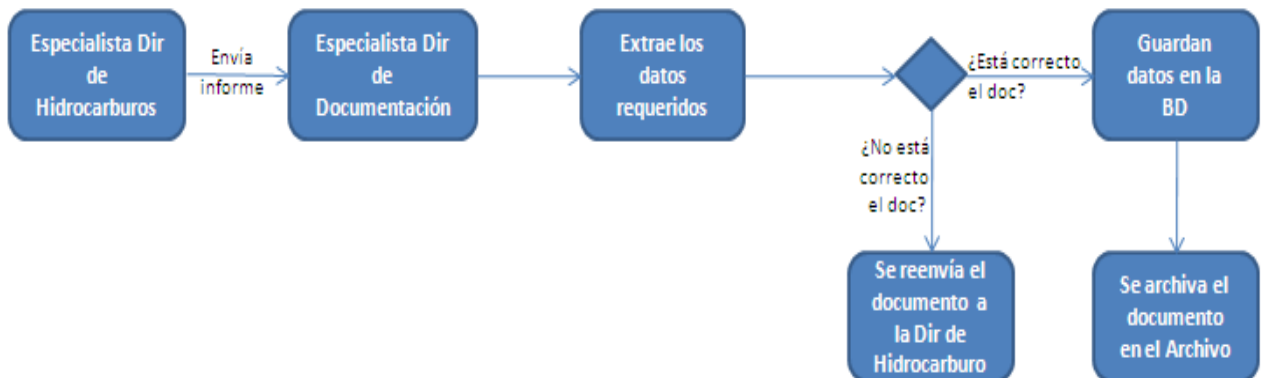 Especialista Dir
de
Hidrocarburos
Envía
informe
Especialista Dir
de
Documentación
Extrae los
datos
requeridos
¿Está correcto
el doc?
Guardan
datos en la
BD
¿No está
correcto
el doc?
Se reenvía el
documento a
la Dir de
Hidrocarburo
Se archiva el
documento
en el Archivo